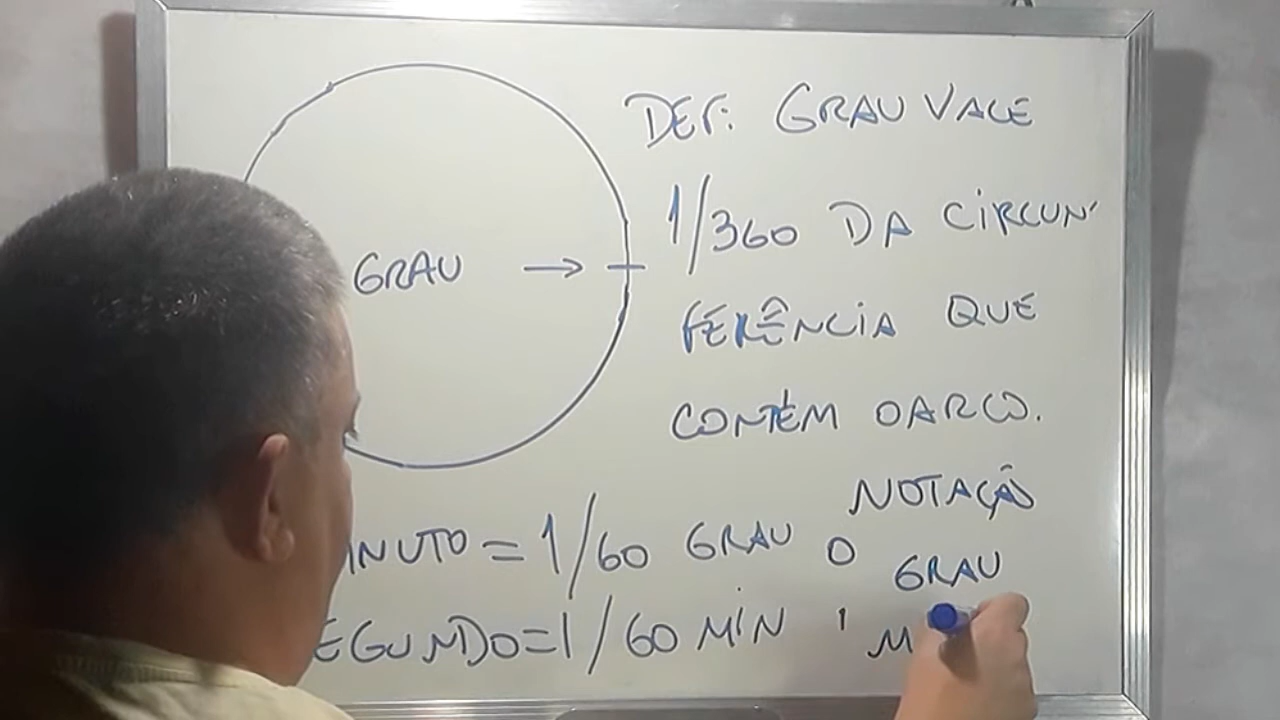 GRAU →
DEF: GRAU VALE
1/360 DA CIRCUN'
FERÊNCIA QUE
CONTÉM O ARCO.
NOTAÇÃO
INUTO = 1/60 GRAU
O GRAU
EGUNDO=1/60 MIN
' M